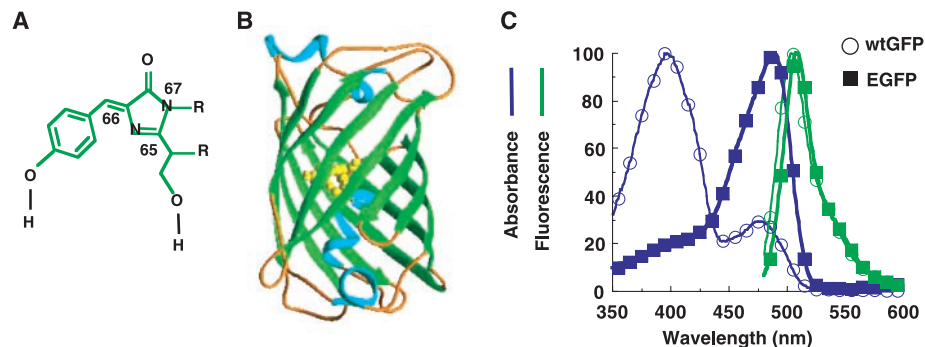 A
O
67
N
R
66
N
65
R
O
H
O
H
B
C
Absorbance
Fluorescence
100
80
60
40
20
0
350 400 450 500 550 600
Wavelength (nm)
wtGFP
EGFP